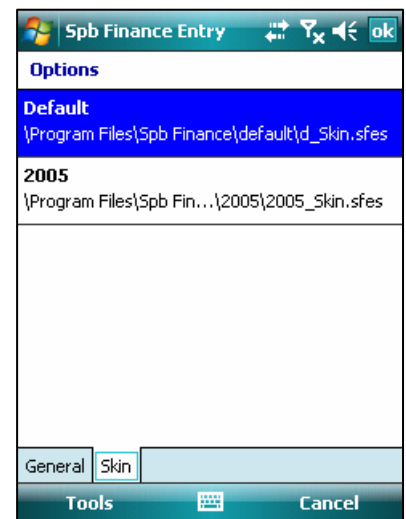 Spb Finance Entry ok
Options
Default
\Program Files\Spb Finance\default\d_Skin.sfes
2005
\Program Files\Spb Fin...\2005\2005_Skin.sfes
General Skin
Tools Cancel